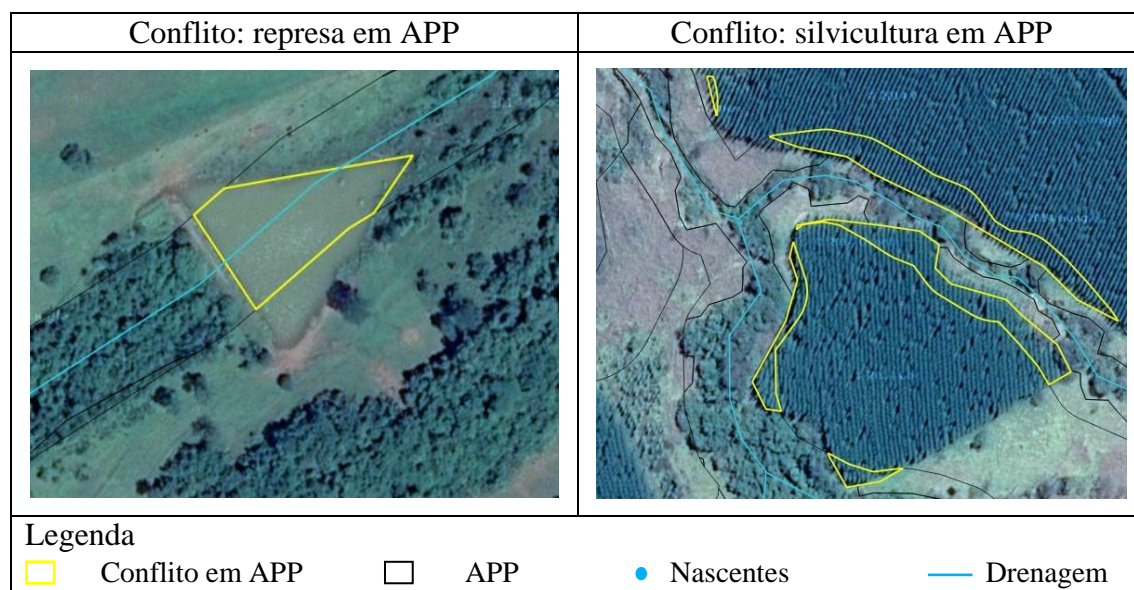 Conflito: represa em APP
Conflito: silvicultura em APP
Legenda
Conflito em APP
APP
Nascentes
Drenagem